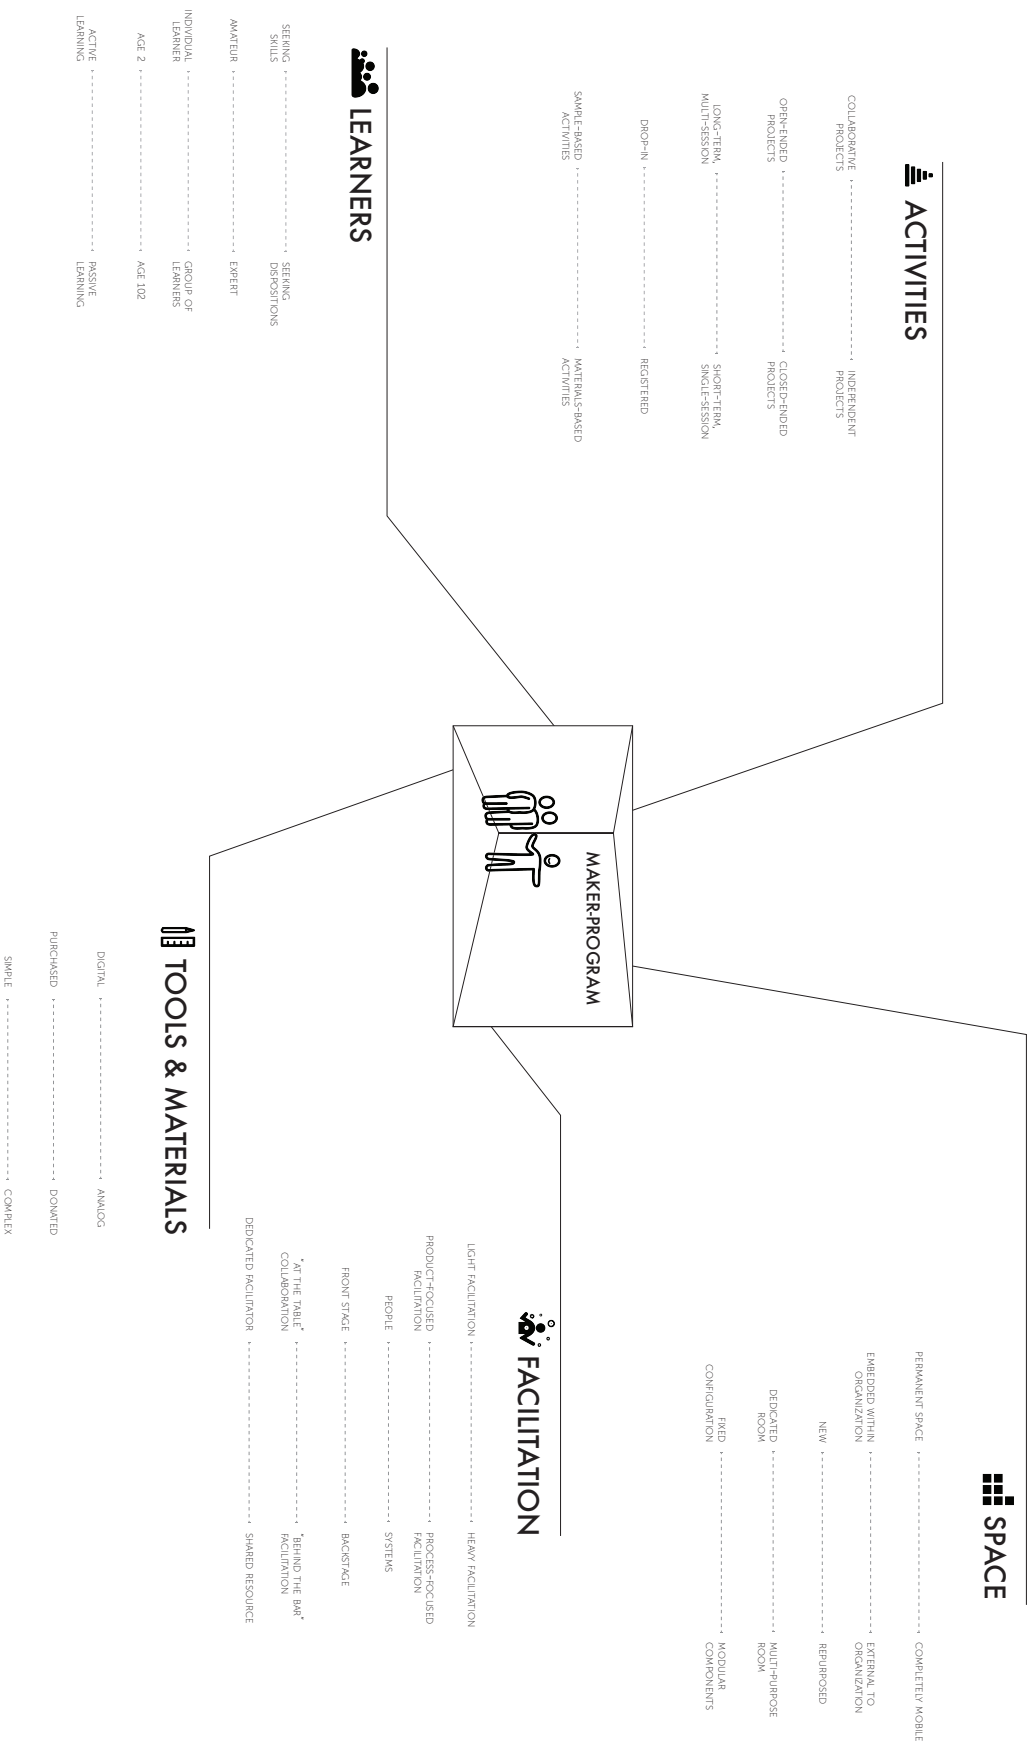 ACTIVITIES
COLLABORATIVE
PROJECTS
INDEPENDENT
PROJECTS
OPEN-ENDED
PROJECTS
CLOSED-ENDED
PROJECTS
LONG-TERM,
MULTI-SESSION
SHORT-TERM,
SINGLE-SESSION
DROP-IN
REGISTERED
SAMPLE-BASED
ACTIVITIES
MATERIALS-BASED
ACTIVITIES
LEARNERS
SEEKING
SKILLS
SEEKING
DISPOSITIONS
AMATEUR
EXPERT
INDIVIDUAL
LEARNER
GROUP OF
LEARNERS
AGE 2
AGE 102
ACTIVE
LEARNING
PASSIVE
LEARNING
MAKER-PROGRAM
SPACE
PERMANENT SPACE
COMPLETELY MOBILE
EMBEDDED WITHIN
ORGANIZATION
EXTERNAL TO
ORGANIZATION
NEW
REPURPOSED
DEDICATED
ROOM
MULTI-PURPOSE
ROOM
FIXED
CONFIGURATION
MODULAR
COMPONENTS
FACILITATION
LIGHT FACILITATION
HEAVY FACILITATION
PRODUCT-FOCUSED
FACILITATION
PROCESS-FOCUSED
FACILITATION
PEOPLE
SYSTEMS
FRONT STAGE
BACKSTAGE
"AT THE TABLE"
COLLABORATION
"BEHIND THE BAR"
FACILITATION
DEDICATED FACILITATOR
SHARED RESOURCE
TOOLS & MATERIALS
DIGITAL
ANALOG
PURCHASED
DONATED
SIMPLE
COMPLEX